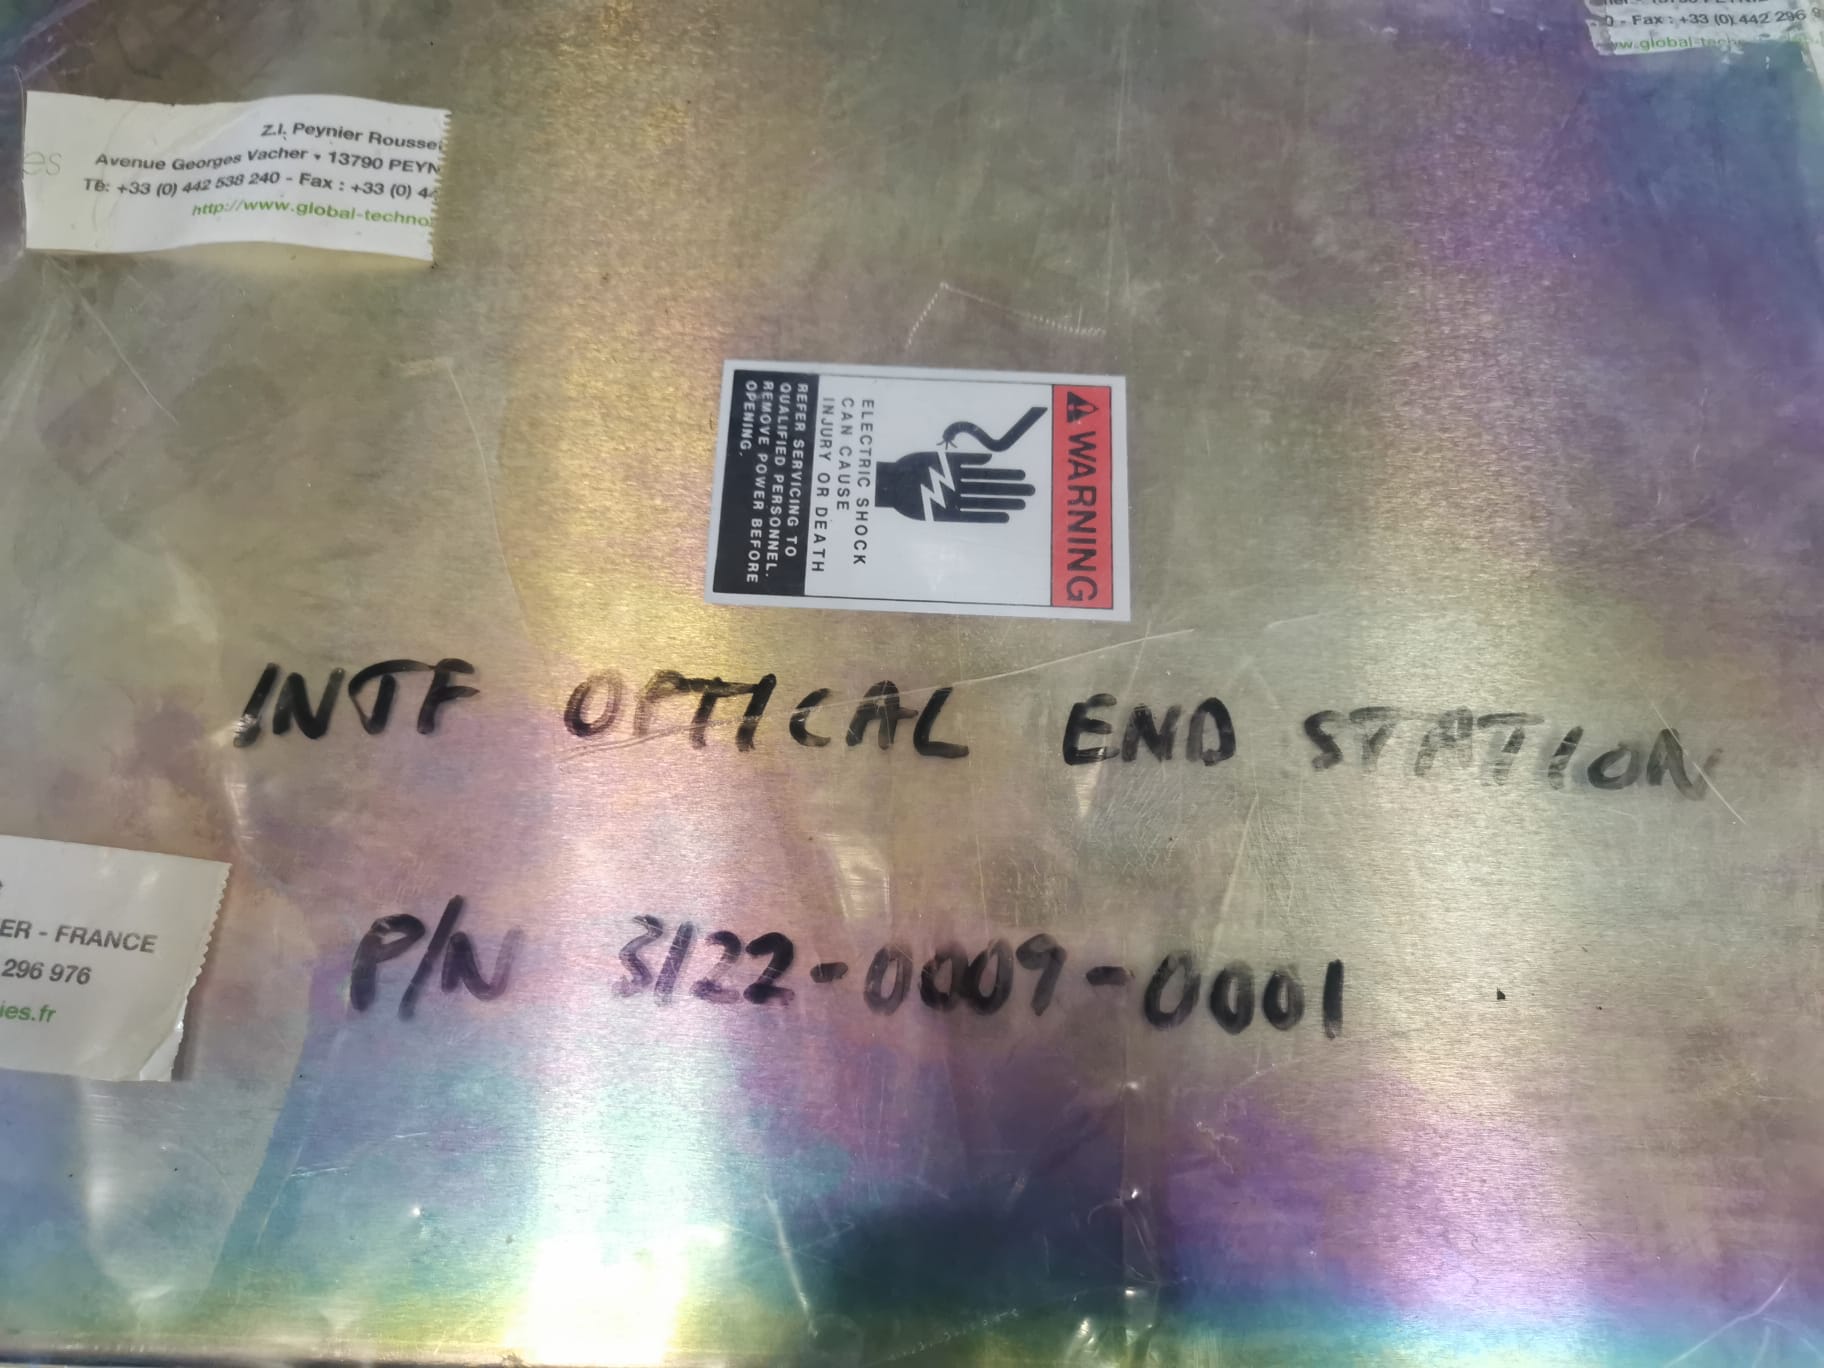 - Fax : +33 (0) 442 296
www.global-techn
es
Z.I. Peynier Rousse
Avenue Georges Vacher • 13790 PEYN
Tél: +33 (0) 442 538 240 - Fax : +33 (0) 44
http://www.global-techno
WARNING
ELECTRIC SHOCK
CAN CAUSE
INJURY OR DEATH
REFER SERVICING TO
QUALIFIED PERSONNEL.
REMOVE POWER BEFORE
OPENING.
INTF OPTICAL END STATION
P/N 3122-0009-0001
ER - FRANCE
296 976
ies.fr